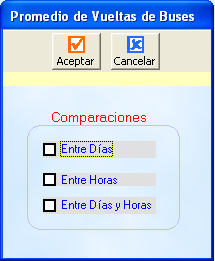 Promedio de Vueltas de Buses
Aceptar Cancelar
Comparaciones
Entre Días
Entre Horas
Entre Días y Horas